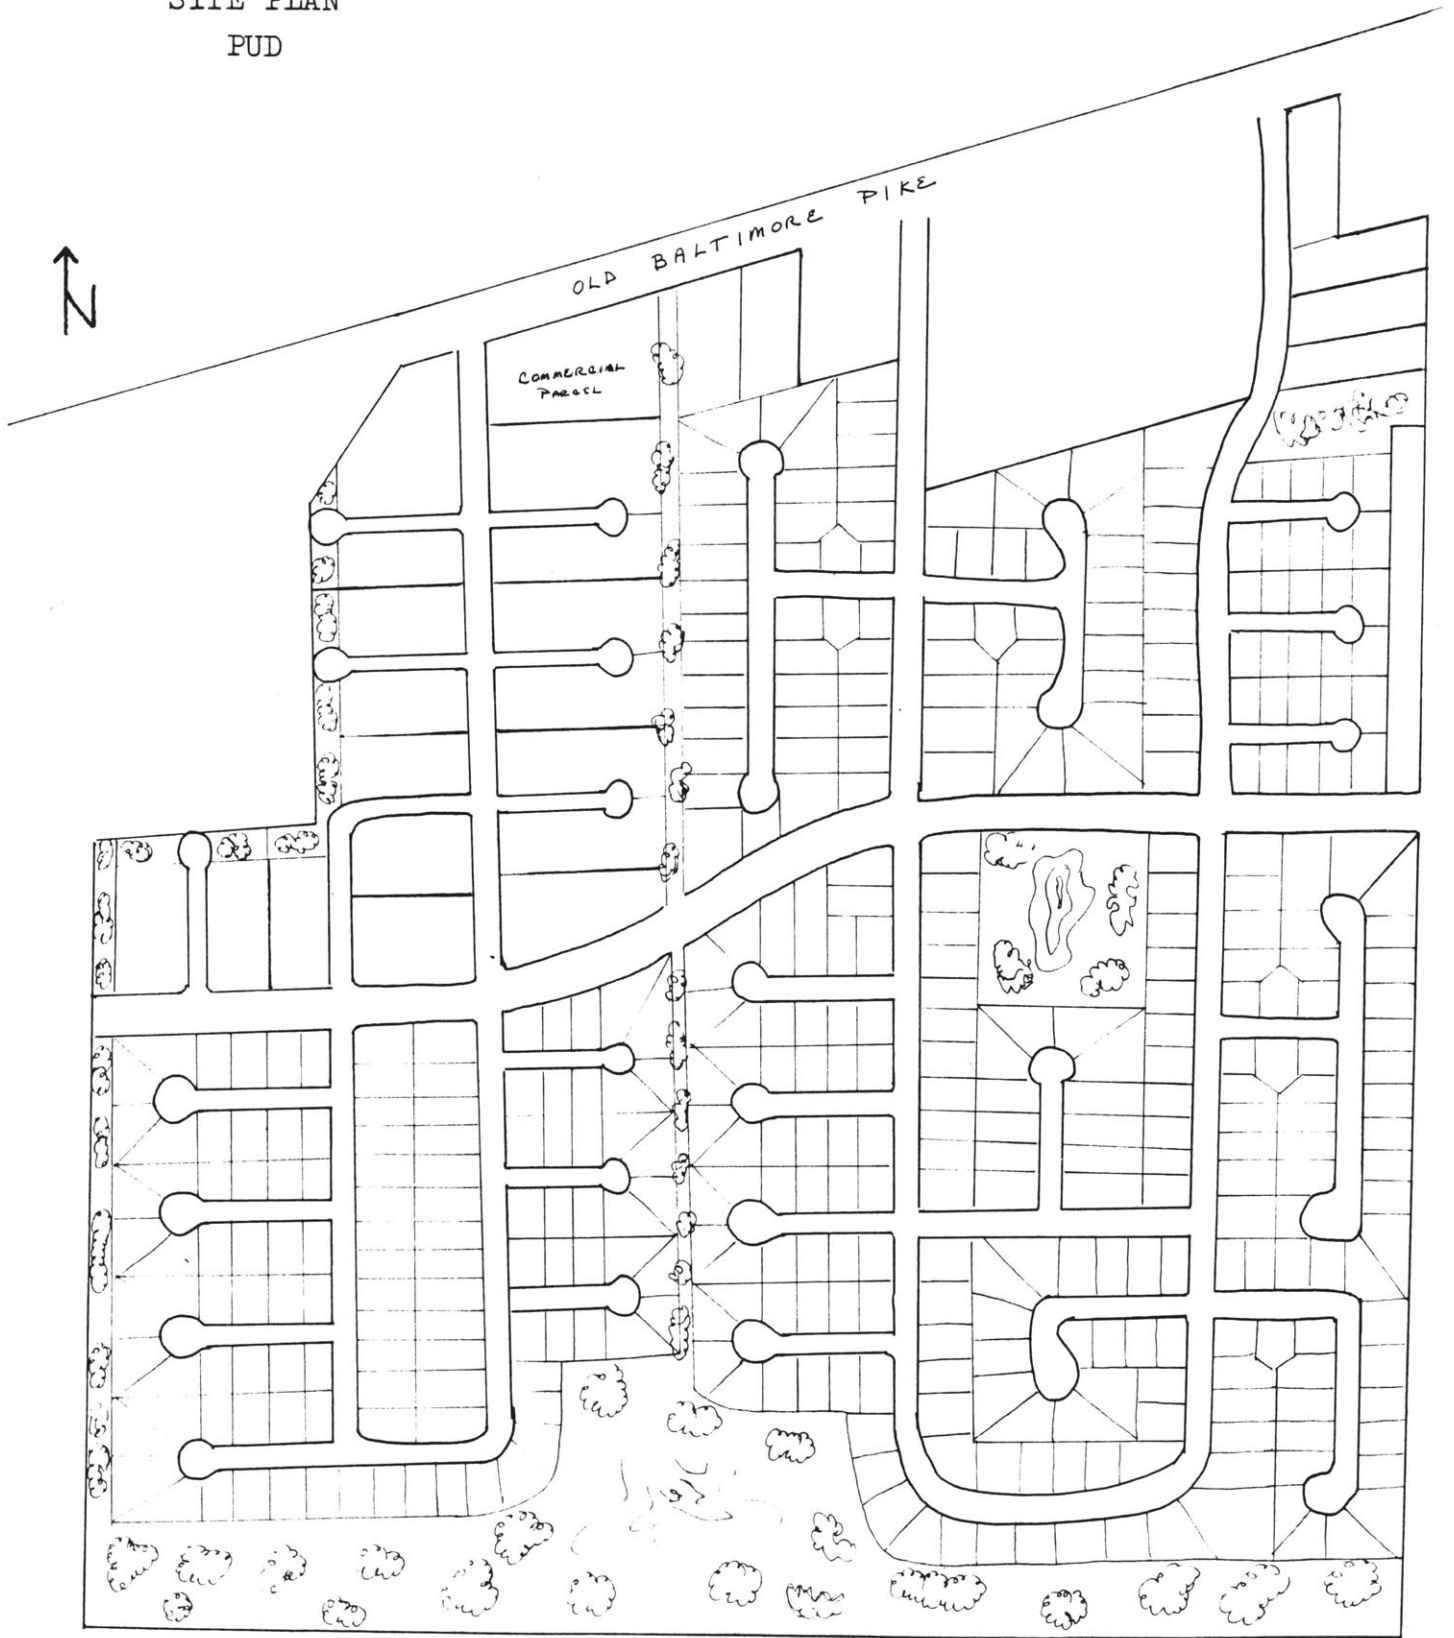 SITE PLAN
PUD
OLD BALTIMORE PIKE
N
COMMERCIAL
PARCEL